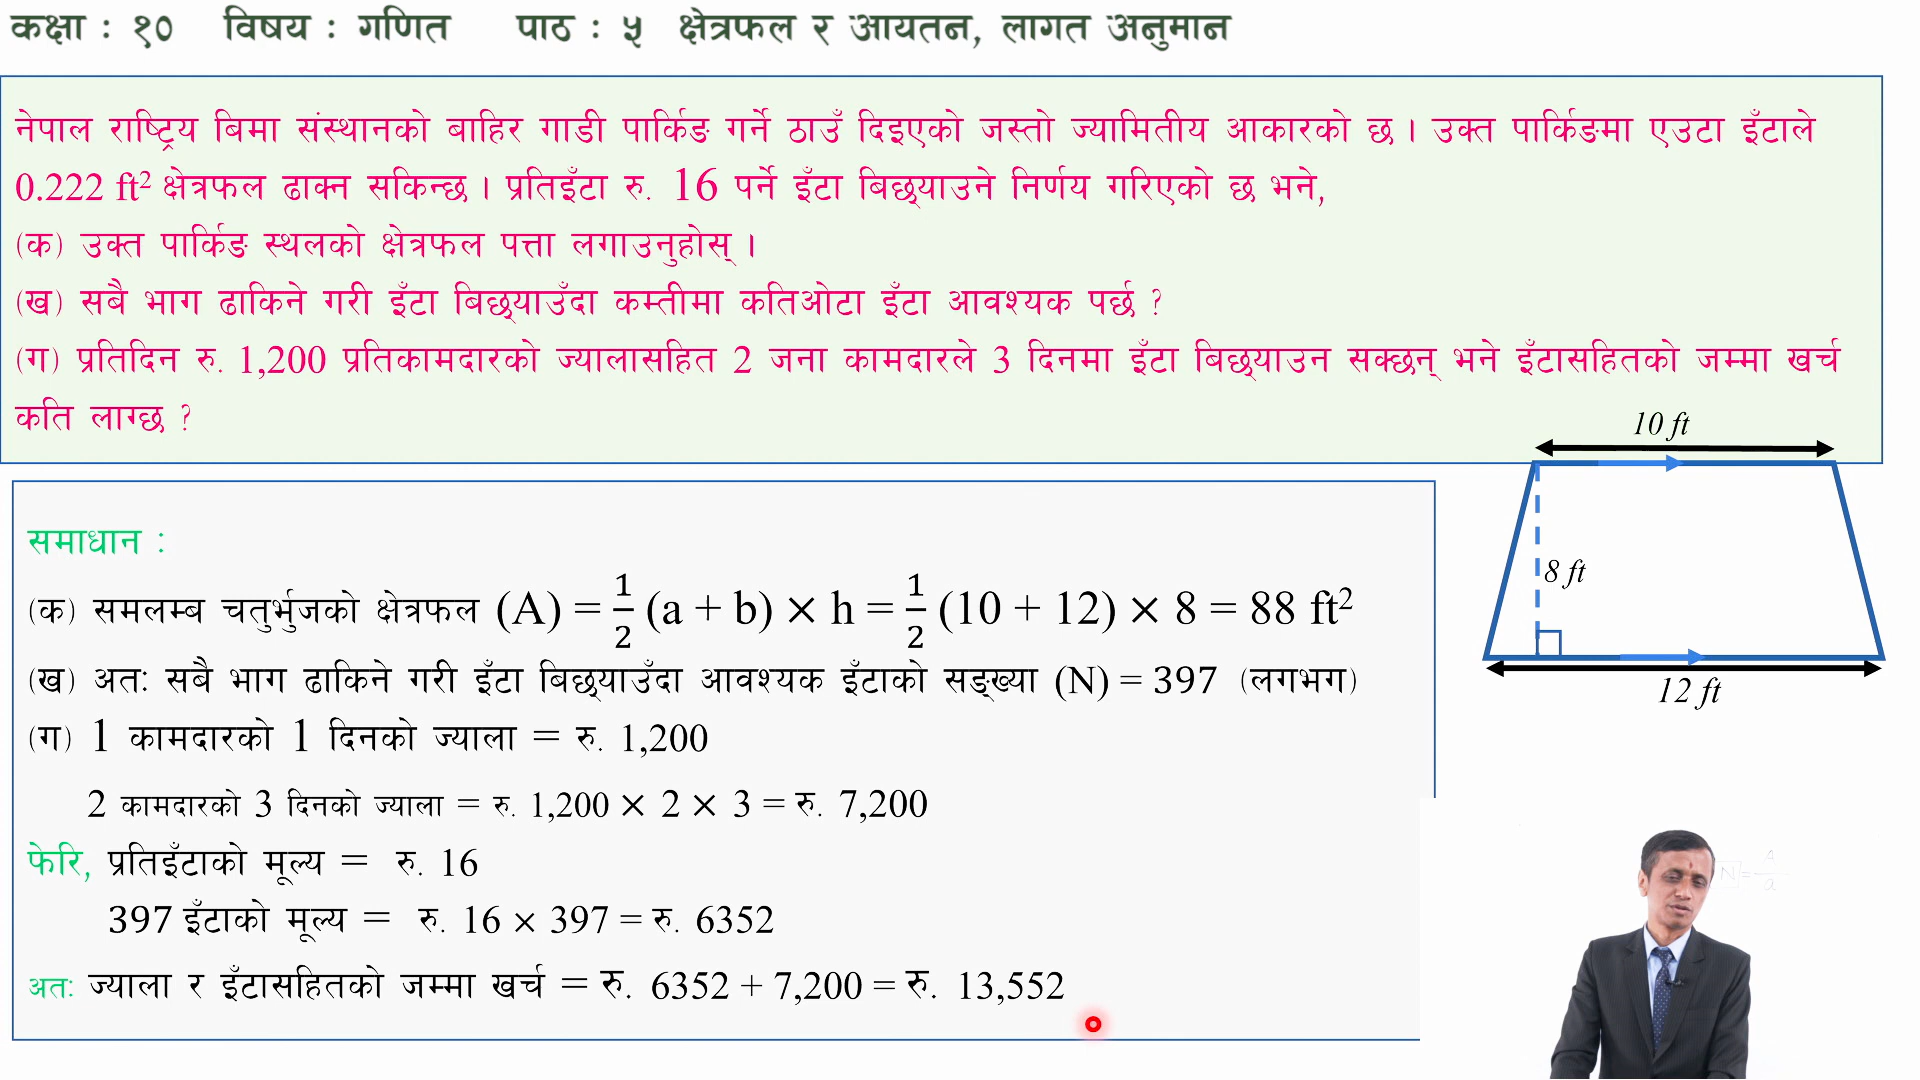 कक्षा : १० विषय : गणित पाठ : ५ क्षेत्रफल र आयतन, लागत अनुमान
नेपाल राष्ट्रिय बिमा संस्थानको बाहिर गाडी पार्किङ गर्ने ठाउँ दिइएको जस्तो ज्यामितीय आकारको छ । उक्त पार्किङमा एउटा इँटाले
0.222 ft² क्षेत्रफल ढाक्न सकिन्छ । प्रतिइँटा रु. 16 पर्ने इँटा बिछ्याउने निर्णय गरिएको छ भने,
(क) उक्त पार्किङ स्थलको क्षेत्रफल पत्ता लगाउनुहोस् ।
(ख) सबै भाग ढाकिने गरी इँटा बिछ्याउँदा कम्तीमा कतिओटा इँटा आवश्यक पर्छ ?
(ग) प्रतिदिन रु. 1,200 प्रतिकामदारको ज्यालासहित 2 जना कामदारले 3 दिनमा इँटा बिछ्याउन सक्छन् भने इँटासहितको जम्मा खर्च
कति लाग्छ ?
10 ft
8 ft
12 ft
समाधान :
(क) समलम्ब चतुर्भुजको क्षेत्रफल (A) = 1/2 (a + b) × h = 1/2 (10 + 12) × 8 = 88 ft²
(ख) अतः सबै भाग ढाकिने गरी इँटा बिछ्याउँदा आवश्यक इँटाको सङ्ख्या (N) = 397 (लगभग)
(ग) 1 कामदारको 1 दिनको ज्याला = रु. 1,200
2 कामदारको 3 दिनको ज्याला = रु. 1,200 × 2 × 3 = रु. 7,200
फेरि, प्रतिइँटाको मूल्य = रु. 16
397 इँटाको मूल्य = रु. 16 × 397 = रु. 6352
अतः ज्याला र इँटासहितको जम्मा खर्च = रु. 6352 + 7,200 = रु. 13,552